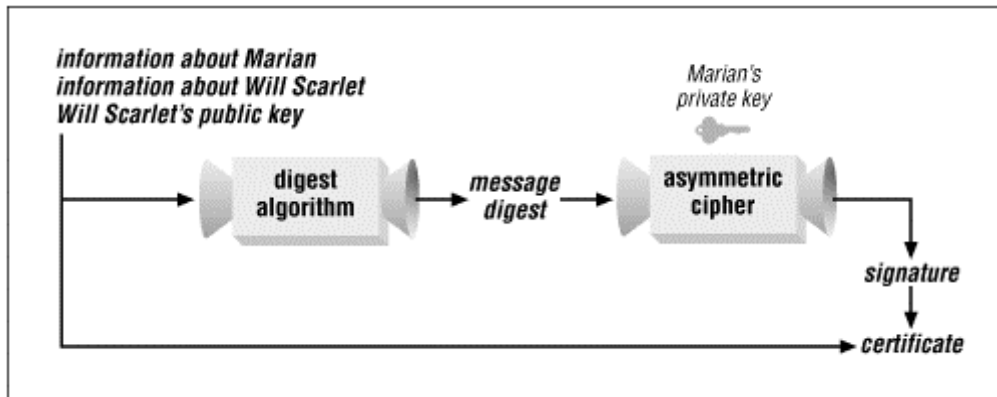 information about Marian
information about Will Scarlet
Will Scarlet's public key
Marian's
private key
digest
algorithm
message
digest
asymmetric
cipher
signature
certificate